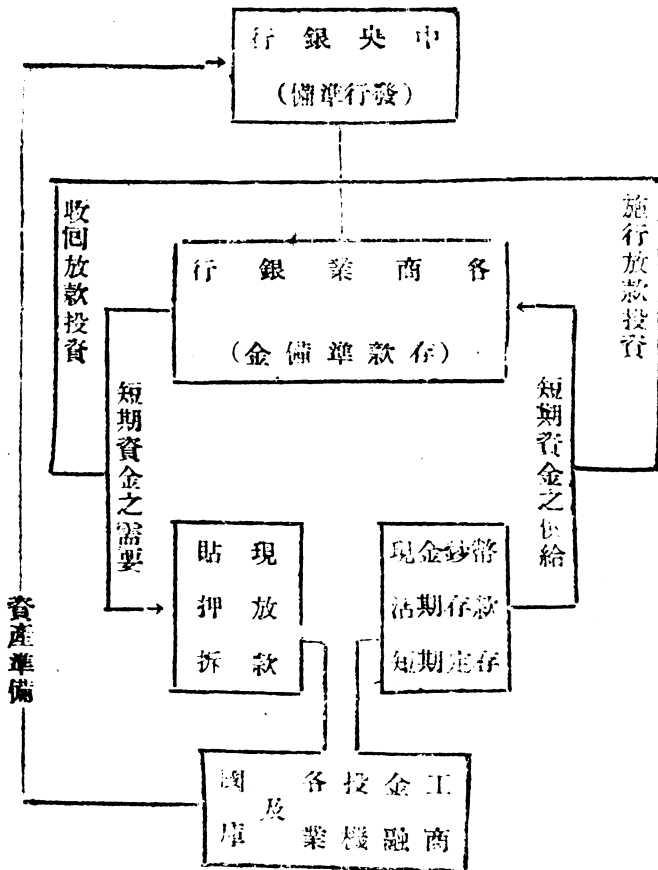 中央銀行
(發行準備)
施行放款投資
收回放款投資
各商業銀行
(存款準備金)
短期資金之供給
短期資金之需要
現金鈔幣
活期存款
短期定存
貼現
押放
拆款
資產準備
工商
金融
投機
各業
及
國庫